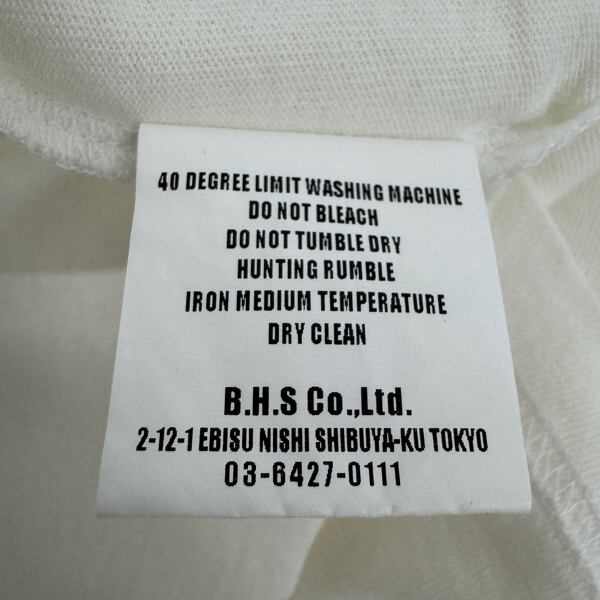 40 DEGREE LIMIT WASHING MACHINE
DO NOT BLEACH
DO NOT TUMBLE DRY
HUNTING RUMBLE
IRON MEDIUM TEMPERATURE
DRY CLEAN
B.H.S Co.,Ltd.
2-12-1 EBISU NISHI SHIBUYA-KU TOKYO
03-6427-0111